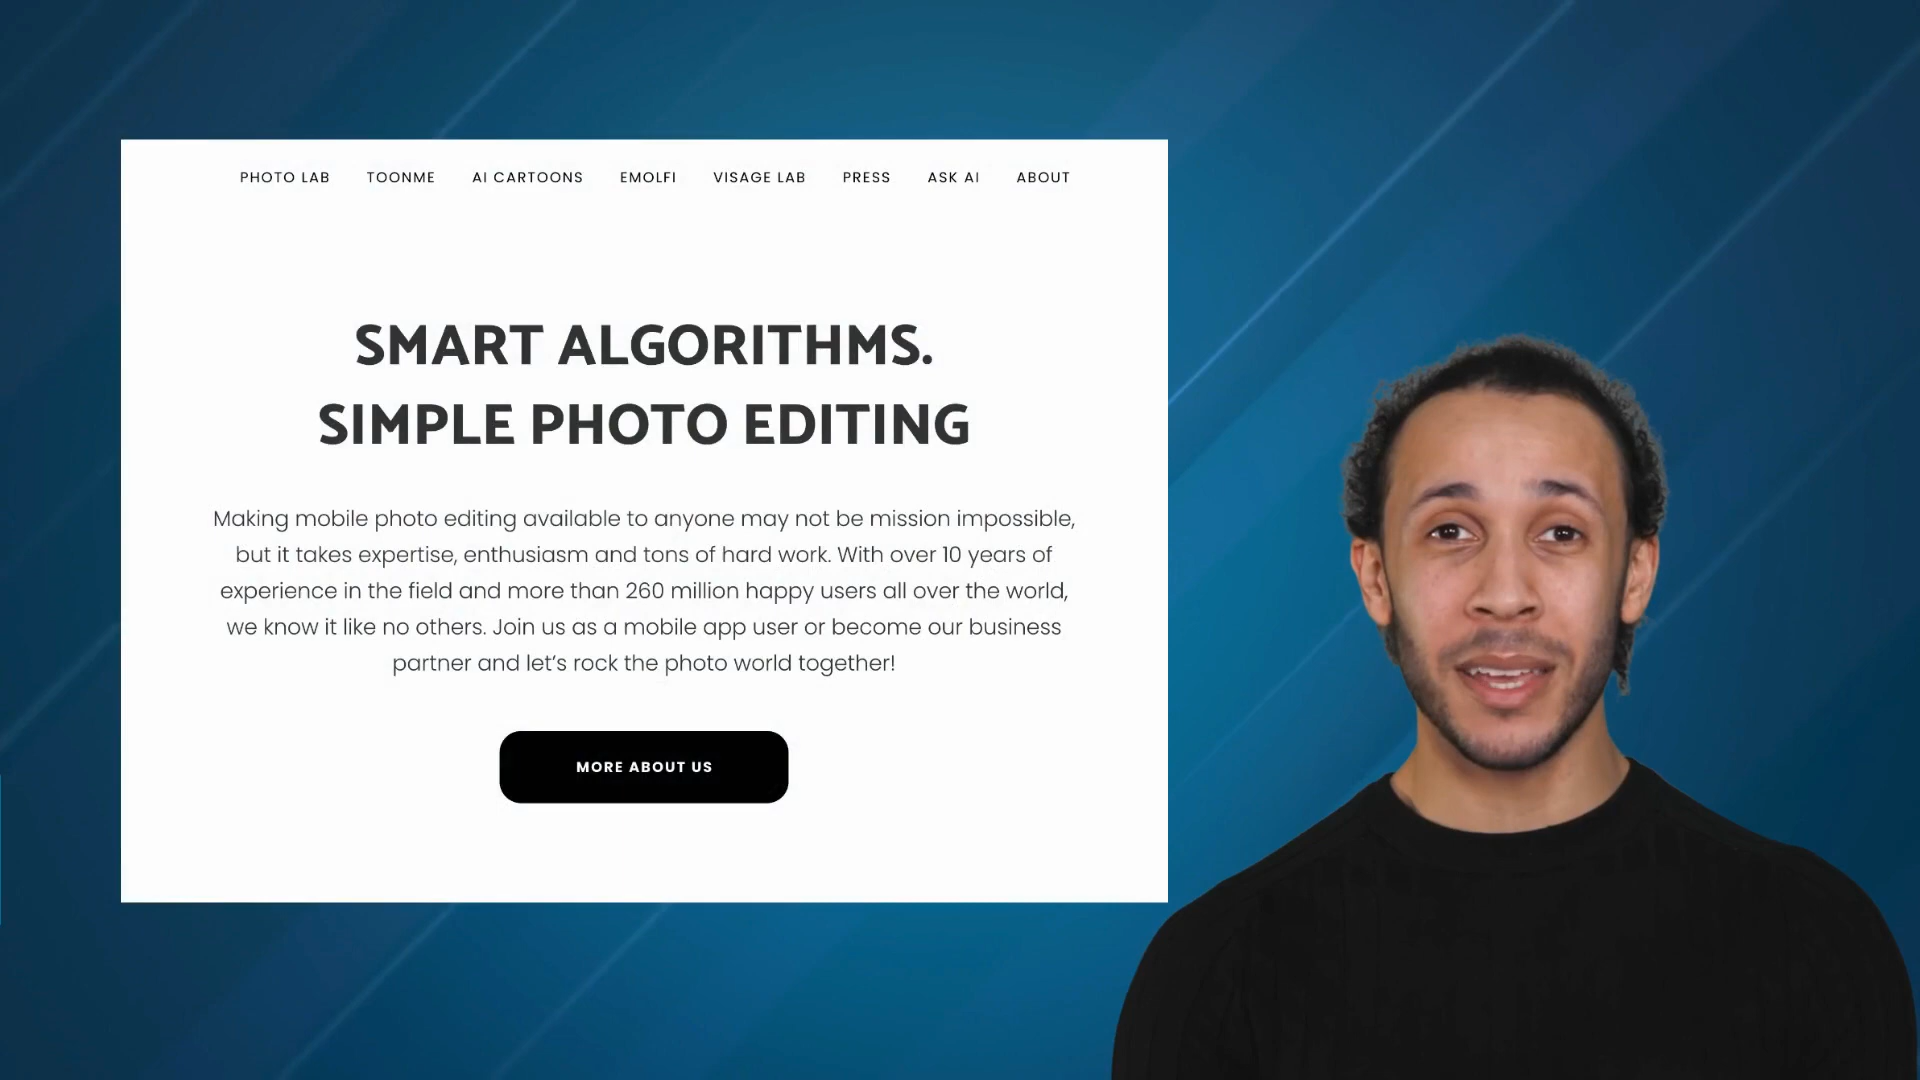 PHOTO LAB TOONME AI CARTOONS EMOLFI VISAGE LAB PRESS ASK AI ABOUT
SMART ALGORITHMS.
SIMPLE PHOTO EDITING
Making mobile photo editing available to anyone may not be mission impossible,
but it takes expertise, enthusiasm and tons of hard work. With over 10 years of
experience in the field and more than 260 million happy users all over the world,
we know it like no others. Join us as a mobile app user or become our business
partner and let’s rock the photo world together!
MORE ABOUT US